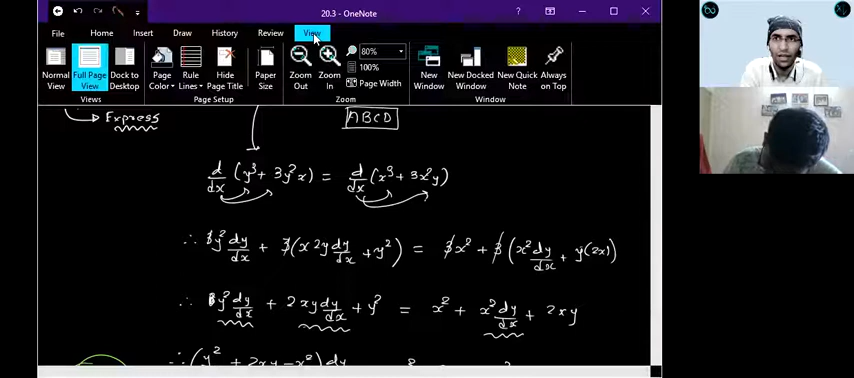 20.3 - OneNote
File Home Insert Draw History Review View
80%
100%
Page Width
Normal View
Full Page View
Dock to Desktop
Page Color
Rule Lines
Hide Page Title
Paper Size
Zoom Out
Zoom In
New Window
New Docked Window
New Quick Note
Always on Top
Views Page Setup Zoom Window
Express
ABCD
d/dx (y³ + 3y²x) = d/dx (x³ + 3x²y)
∴ 3y² dy/dx + 3(x 2y dy/dx + y²) = 3x² + 3(x² dy/dx + y(2x))
∴ y² dy/dx + 2xy dy/dx + y² = x² + x² dy/dx + 2xy
∴ (y² + 2xy - x²) dy